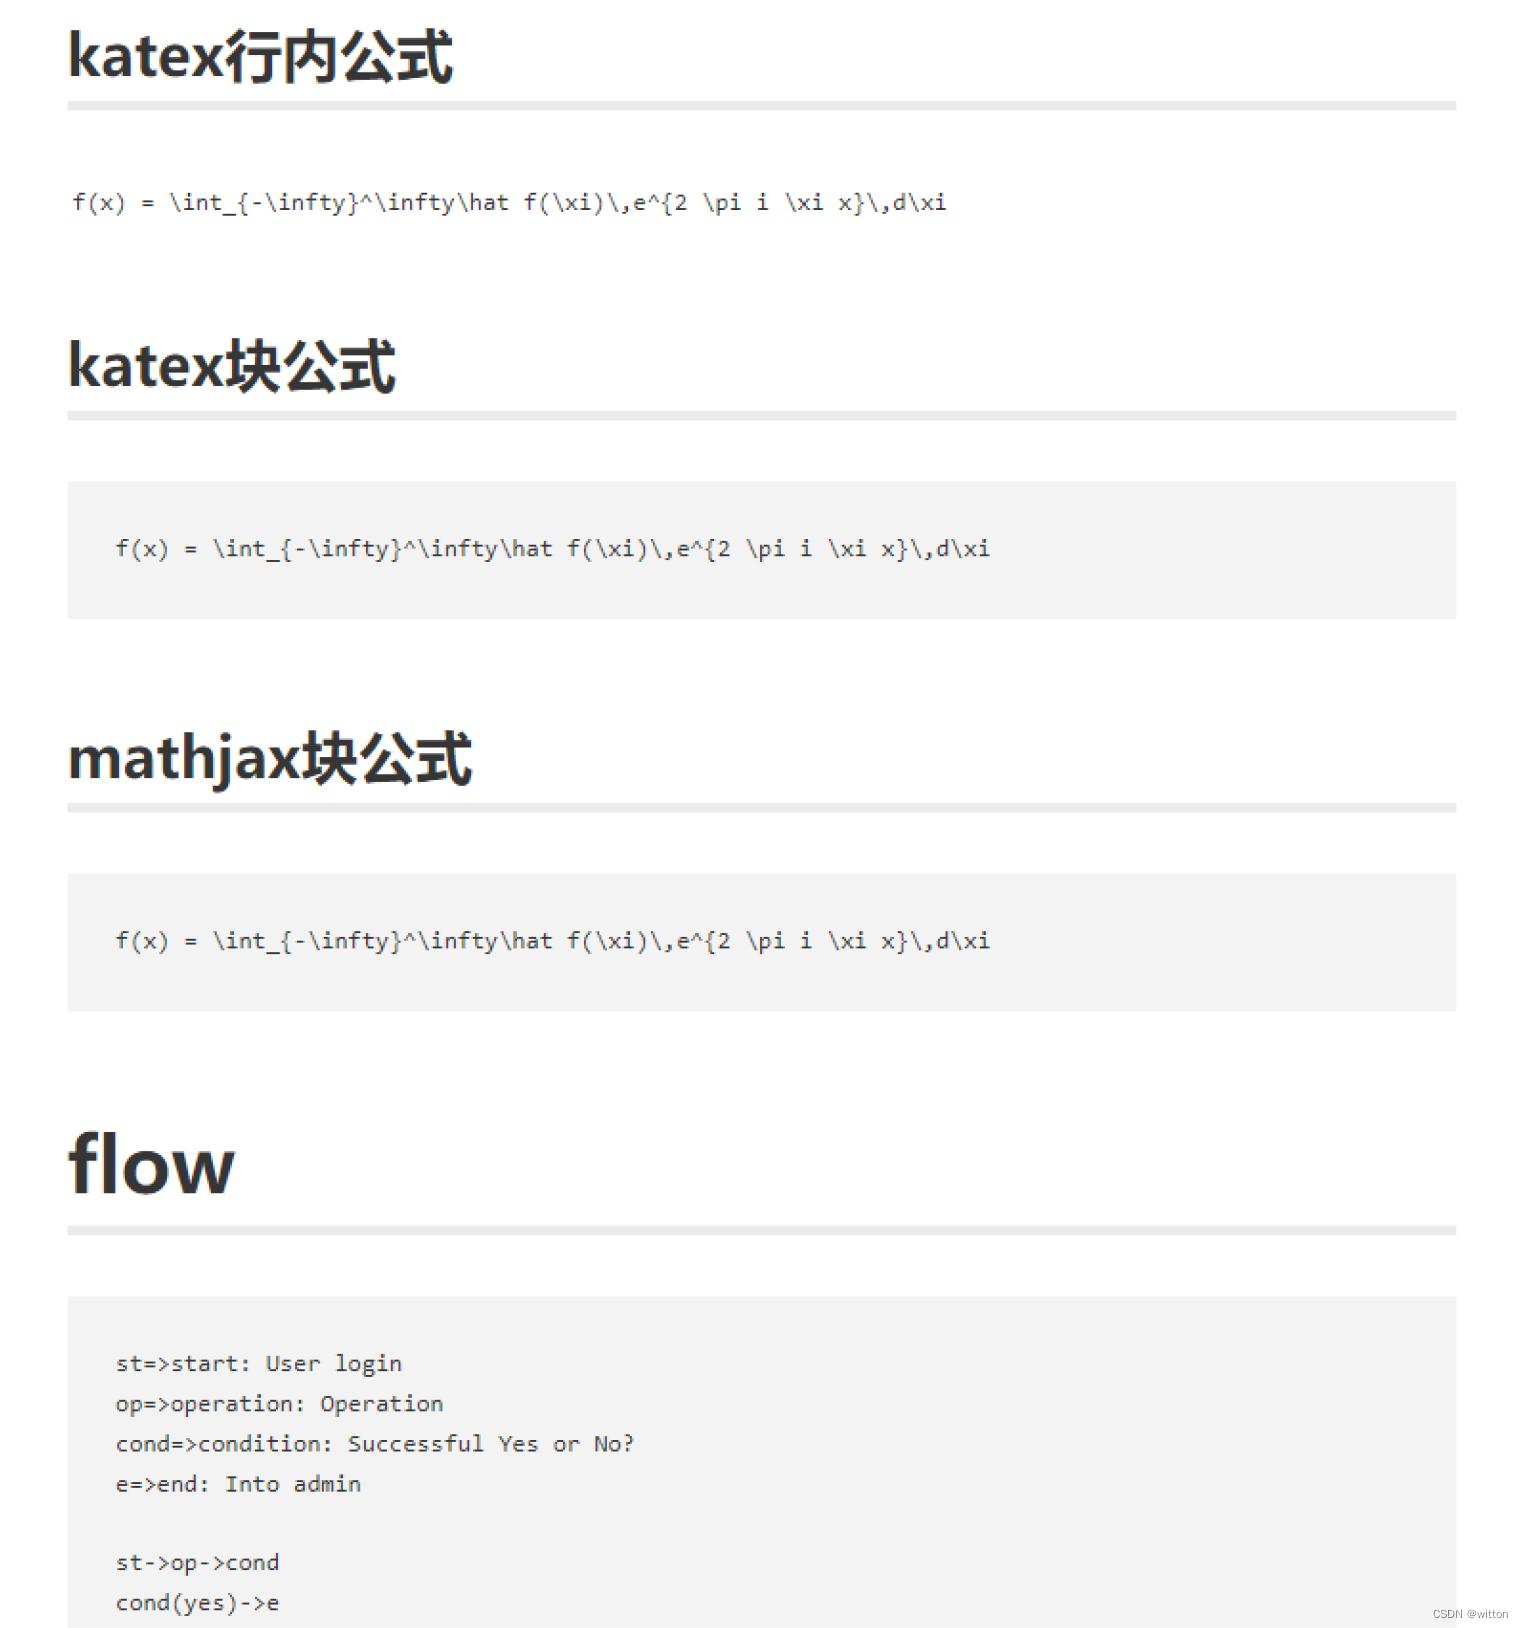 katex行内公式
f(x) = \int_{-\infty}^\infty\hat f(\xi)\,e^{2 \pi i \xi x}\,d\xi
katex块公式
f(x) = \int_{-\infty}^\infty\hat f(\xi)\,e^{2 \pi i \xi x}\,d\xi
mathjax块公式
f(x) = \int_{-\infty}^\infty\hat f(\xi)\,e^{2 \pi i \xi x}\,d\xi
flow
st=>start: User login
op=>operation: Operation
cond=>condition: Successful Yes or No?
e=>end: Into admin
st->op->cond
cond(yes)->e
CSDN @witton